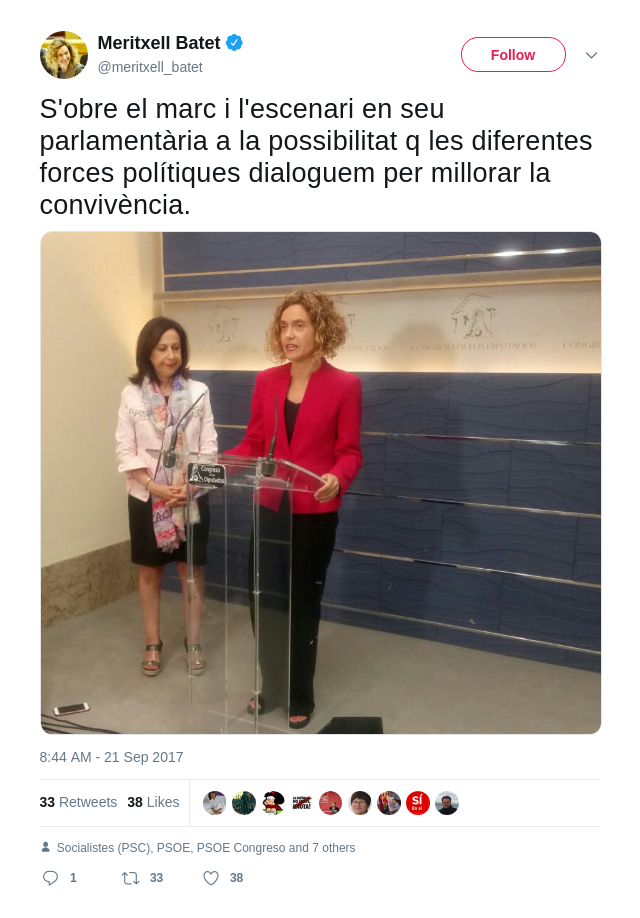 Meritxell Batet
@meritxell_batet
Follow
S'obre el marc i l'escenari en seu
parlamentària a la possibilitat q les diferentes
forces polítiques dialoguem per millorar la
convivència.
CONGRESO DE LOS DIPUTADOS
Congreso
Diputados
8:44 AM - 21 Sep 2017
33 Retweets 38 Likes
SÍ
Socialistes (PSC), PSOE, PSOE Congreso and 7 others
1 33 38